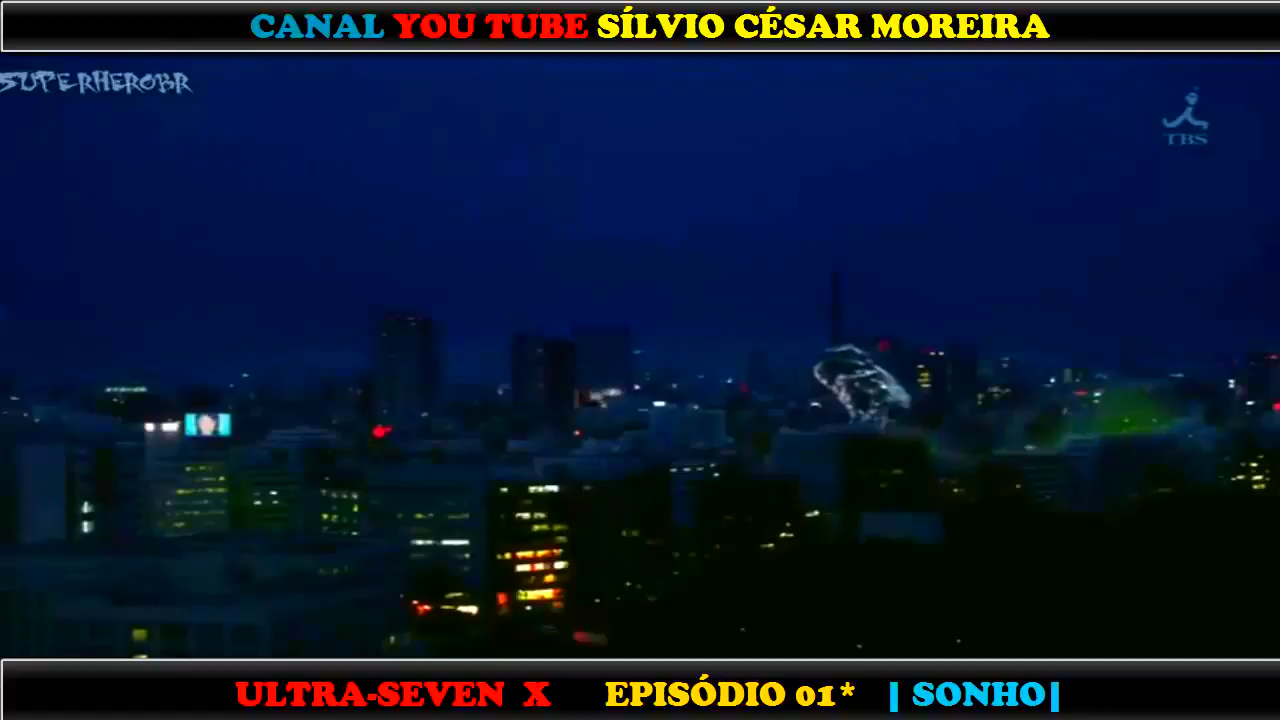 CANAL YOU TUBE SÍLVIO CÉSAR MOREIRA
SUPERHEROBR
TBS
ULTRA-SEVEN X EPISÓDIO 01* | SONHO|